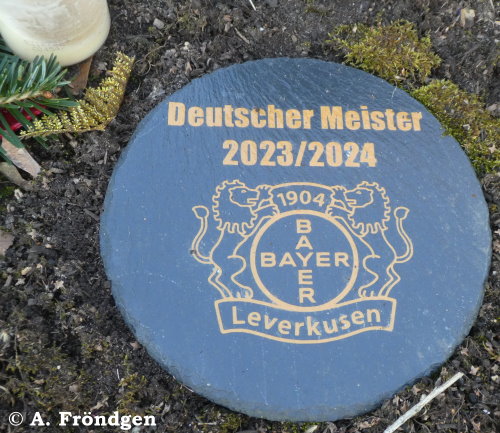 Deutscher Meister
2023/2024
1904
BAYER
BAYER
Leverkusen
© A. Fröndgen